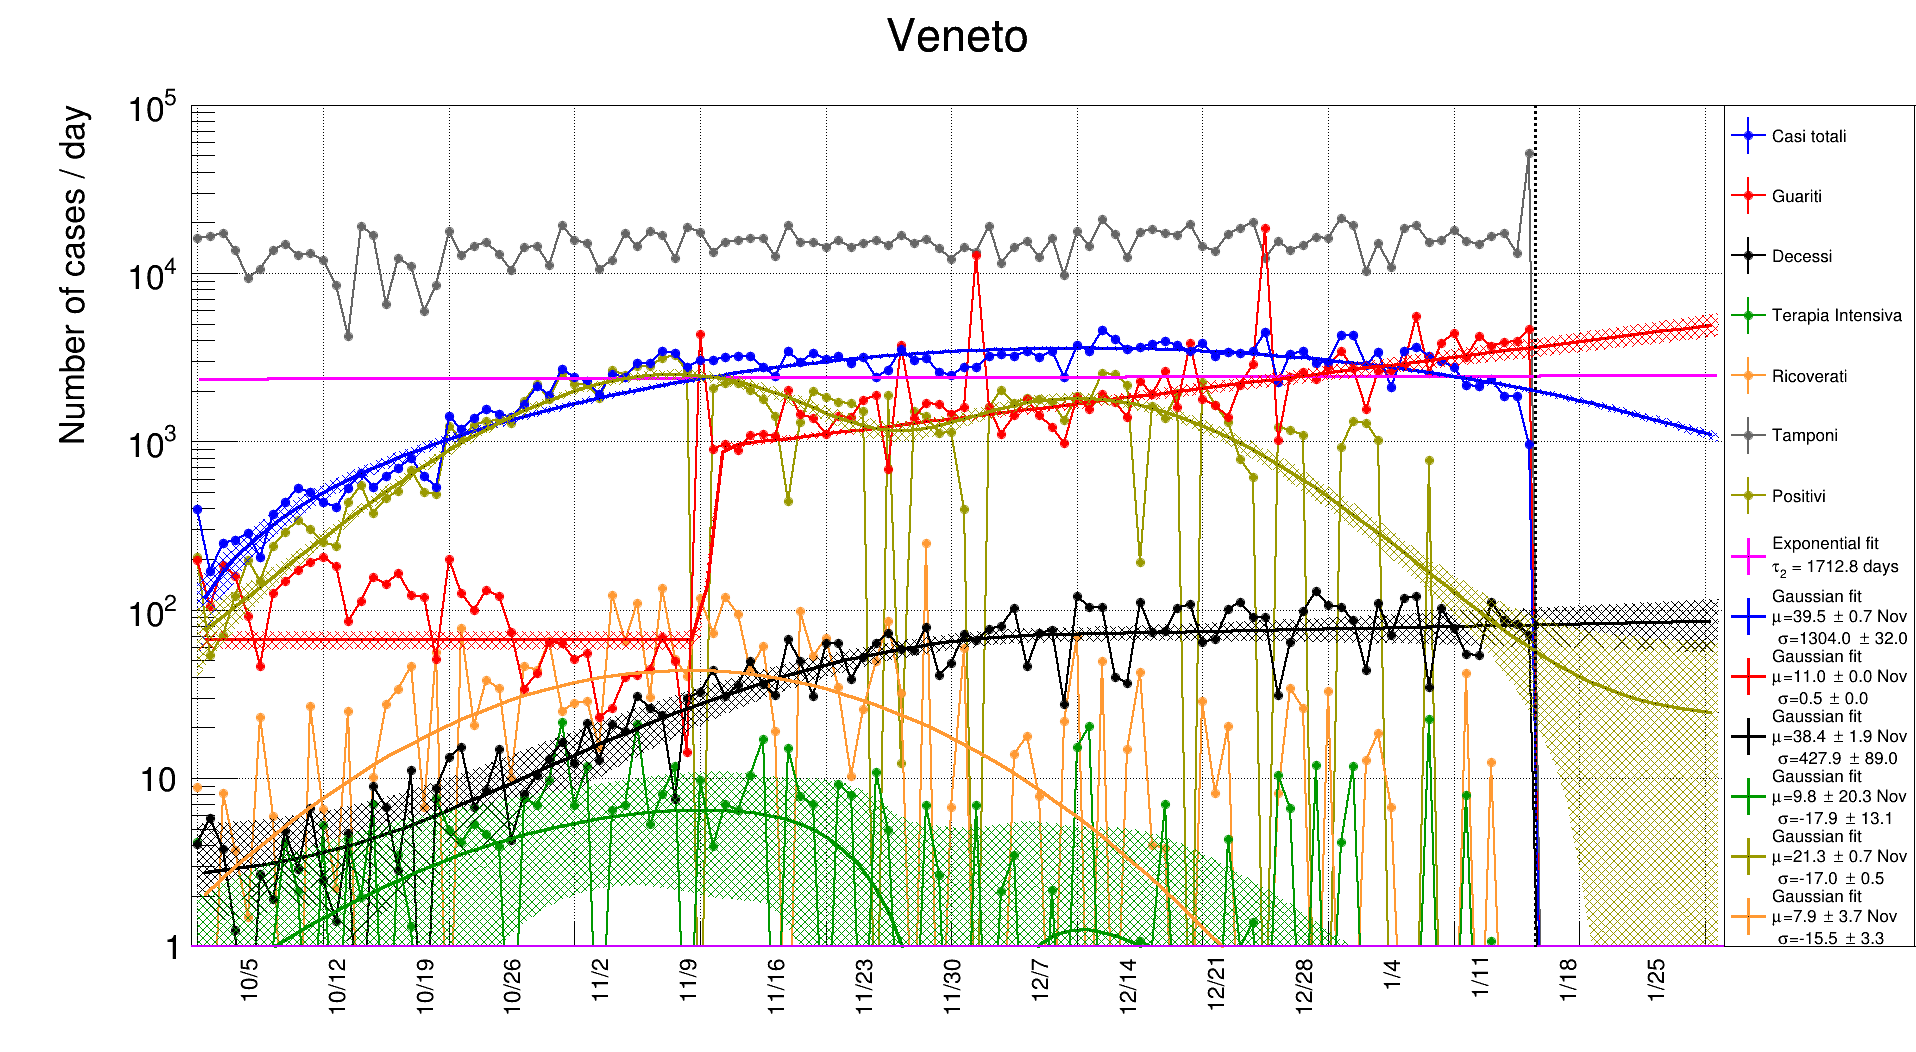 Veneto
Number of cases / day
10^5
10^4
10^3
10^2
10
1
10/5
10/12
10/19
10/26
11/2
11/9
11/16
11/23
11/30
12/7
12/14
12/21
12/28
1/4
1/11
1/18
1/25
Casi totali
Guariti
Decessi
Terapia Intensiva
Ricoverati
Tamponi
Positivi
Exponential fit
τ₂ = 1712.8 days
Gaussian fit
μ=39.5 ± 0.7 Nov
σ=1304.0 ± 32.0
Gaussian fit
μ=11.0 ± 0.0 Nov
σ=0.5 ± 0.0
Gaussian fit
μ=38.4 ± 1.9 Nov
σ=427.9 ± 89.0
Gaussian fit
μ=9.8 ± 20.3 Nov
σ=-17.9 ± 13.1
Gaussian fit
μ=21.3 ± 0.7 Nov
σ=-17.0 ± 0.5
Gaussian fit
μ=7.9 ± 3.7 Nov
σ=-15.5 ± 3.3